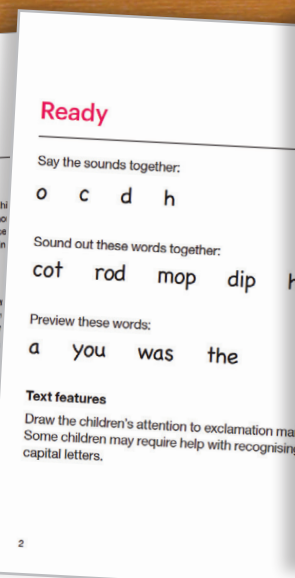 Ready
Say the sounds together:
o c d h
Sound out these words together:
cot rod mop dip
Preview these words:
a you was the
Text features
Draw the children's attention to exclamation
Some children may require help with recognising
capital letters.
2